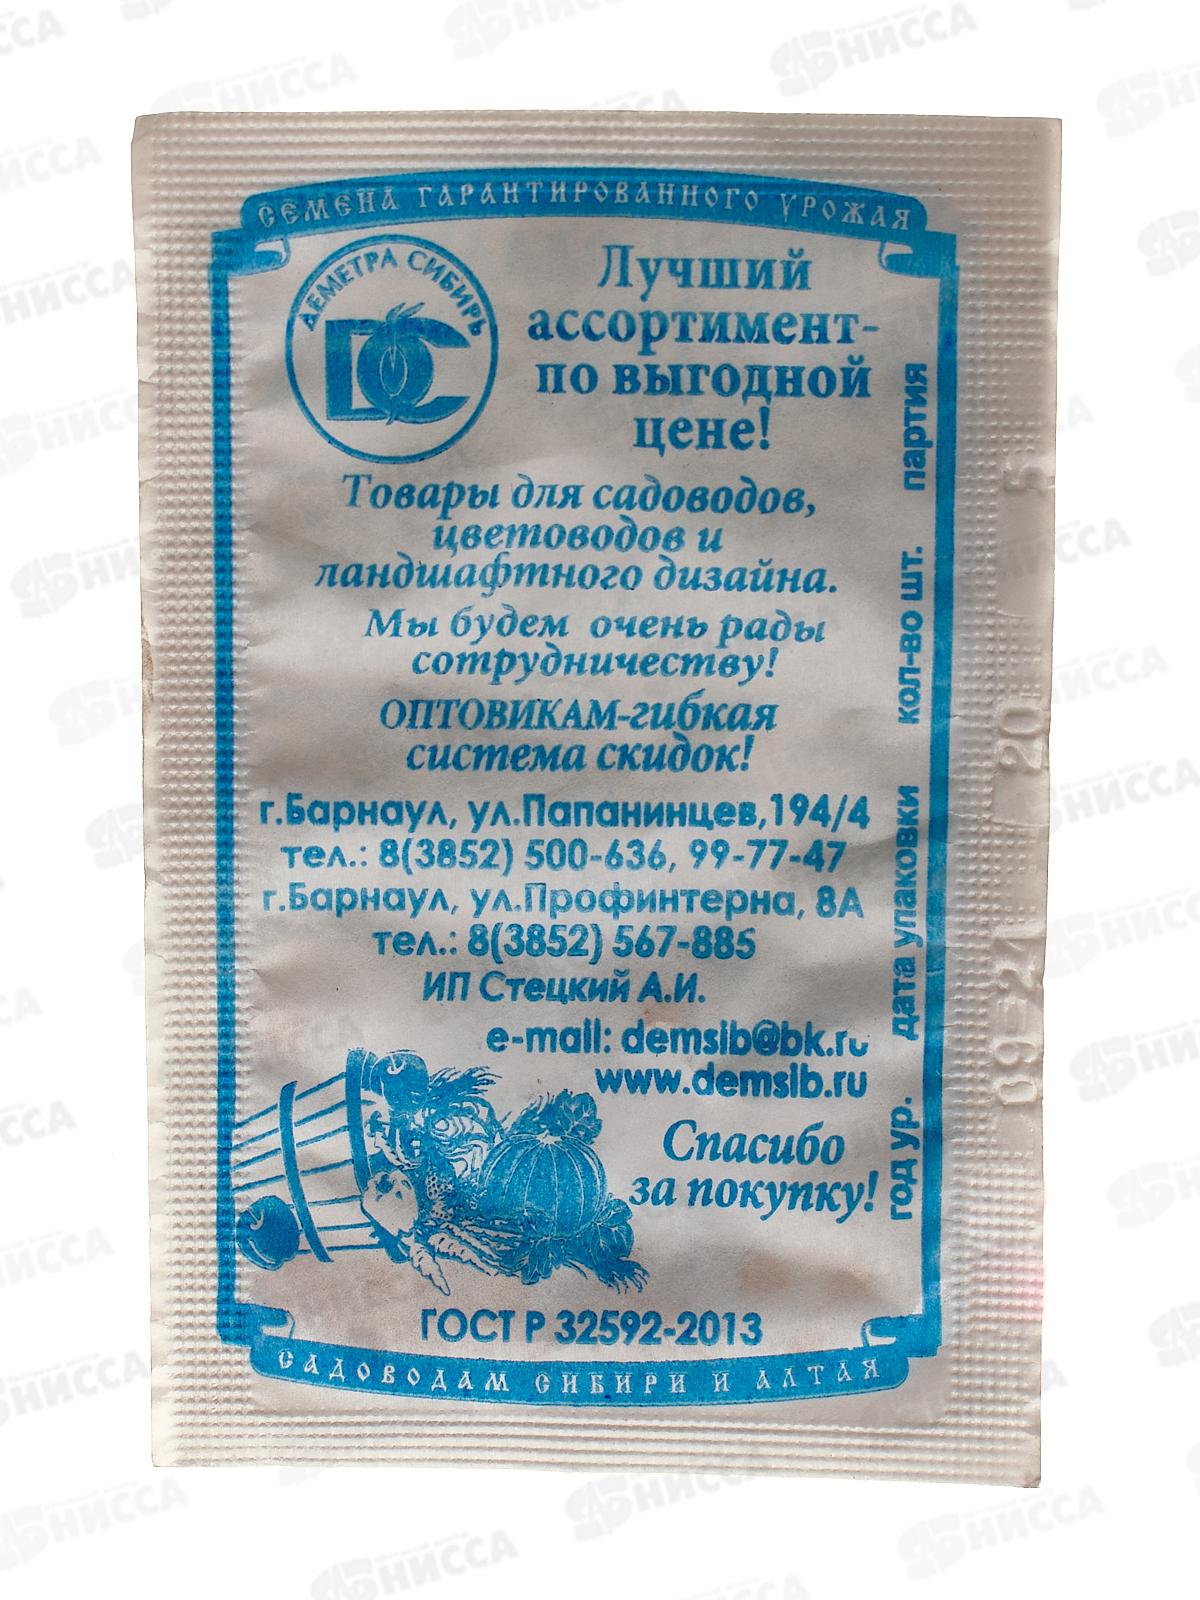 СЕМЕНА ГАРАНТИРОВАННОГО УРОЖАЯ
ДЕМЕТРА СИБИРЬ
DC
Лучший
ассортимент-
по выгодной
цене!
Товары для садоводов,
цветоводов и
ландшафтного дизайна.
Мы будем очень рады
сотрудничеству!
ОПТОВИКАМ-гибкая
система скидок!
г.Барнаул, ул.Папанинцев,194/4
тел.: 8(3852) 500-636, 99-77-47
г.Барнаул, ул.Профинтерна, 8А
тел.: 8(3852) 567-885
ИП Стецкий А.И.
e-mail: demsib@bk.ru
www.demsib.ru
Спасибо
за покупку!
ГОСТ Р 32592-2013
САДОВОДАМ СИБИРИ И АЛТАЯ
год ур. дата упаковки кол-во шт. партия
09-24 20 5
НИССА